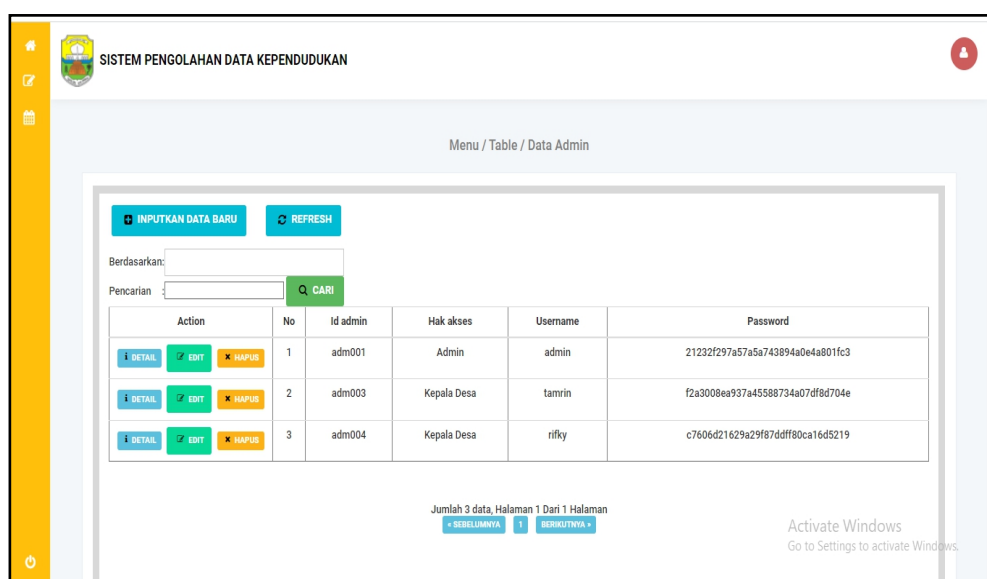 SISTEM PENGOLAHAN DATA KEPENDUDUKAN
Menu / Table / Data Admin
INPUTKAN DATA BARU REFRESH
Berdasarkan:
Pencarian : CARI
Action No Id admin Hak akses Username Password
DETAIL EDIT HAPUS 1 adm001 Admin admin 21232f297a57a5a743894a0e4a801fc3
DETAIL EDIT HAPUS 2 adm003 Kepala Desa tamrin f2a3008ea937a45588734a07df8d704e
DETAIL EDIT HAPUS 3 adm004 Kepala Desa rifky c7606d21629a29f87ddff80ca16d5219
Jumlah 3 data, Halaman 1 Dari 1 Halaman
« SEBELUMNYA 1 BERIKUTNYA »
Activate Windows
Go to Settings to activate Windows.